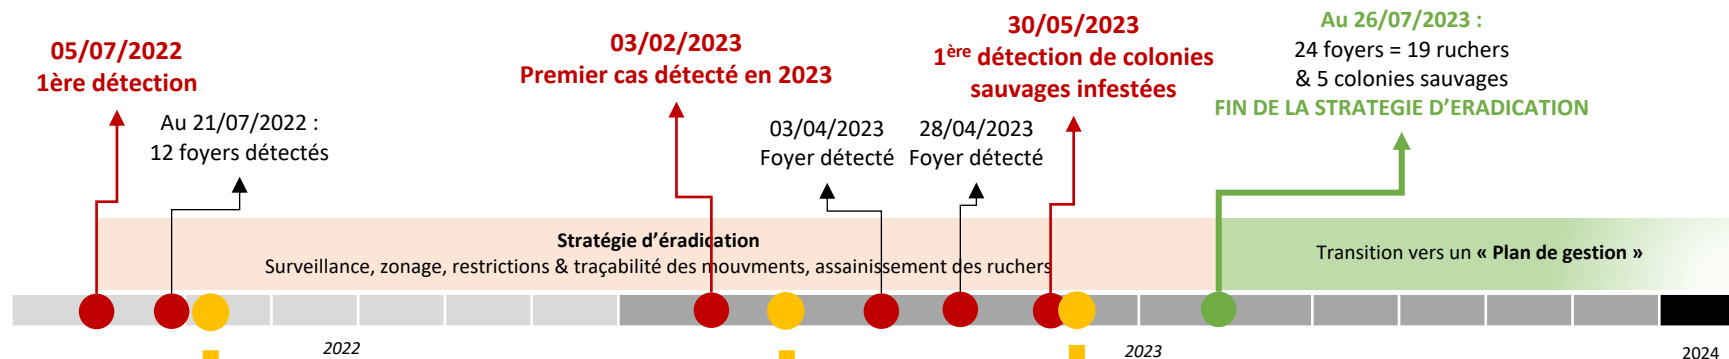 05/07/2022
1ère détection
Au 21/07/2022 :
12 foyers détectés
03/02/2023
Premier cas détecté en 2023
03/04/2023
Foyer détecté
28/04/2023
Foyer détecté
30/05/2023
1ère détection de colonies
sauvages infestées
Au 26/07/2023 :
24 foyers = 19 ruchers
& 5 colonies sauvages
FIN DE LA STRATEGIE D'ERADICATION
Stratégie d'éradication
Surveillance, zonage, restrictions & traçabilité des mouvments, assainissement des ruchers
Transition vers un « Plan de gestion »
2022
2023
2024